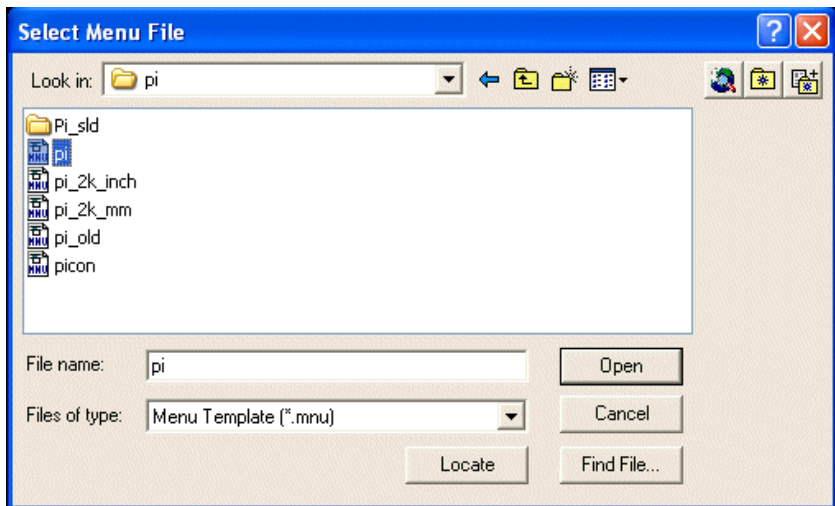 Select Menu File
Look in: pi
Pi_sld
pi
pi_2k_inch
pi_2k_mm
pi_old
picon
File name: pi Open
Files of type: Menu Template (*.mnu) Cancel
Locate Find File...